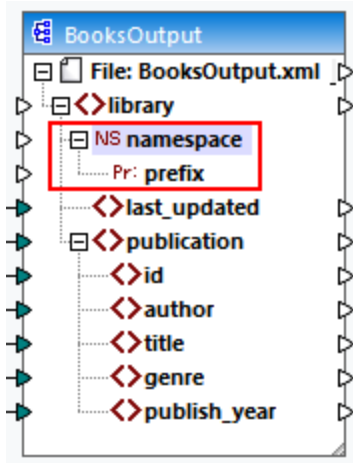 BooksOutput
File: BooksOutput.xml
<>library
NS namespace
Pr: prefix
<>last_updated
<>publication
<>id
<>author
<>title
<>genre
<>publish_year